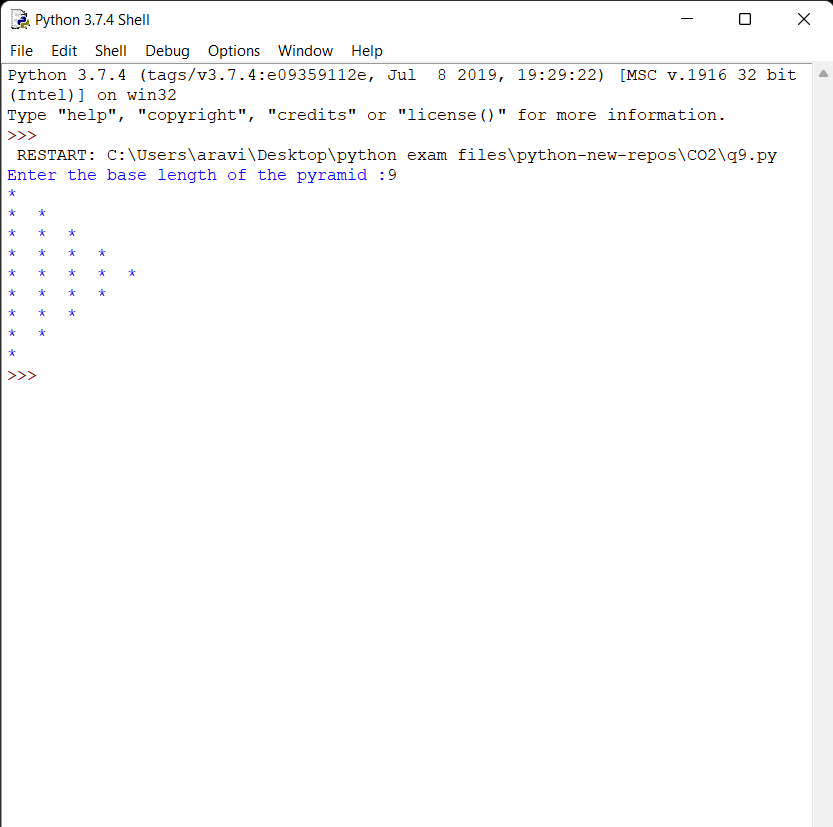 Python 3.7.4 Shell
File Edit Shell Debug Options Window Help
Python 3.7.4 (tags/v3.7.4:e09359112e, Jul  8 2019, 19:29:22) [MSC v.1916 32 bit
(Intel)] on win32
Type "help", "copyright", "credits" or "license()" for more information.
>>>
 RESTART: C:\Users\aravi\Desktop\python exam files\python-new-repos\CO2\q9.py
Enter the base length of the pyramid :9
*
*  *
*  *  *
*  *  *  *
*  *  *  *  *
*  *  *  *
*  *  *
*  *
*
>>>